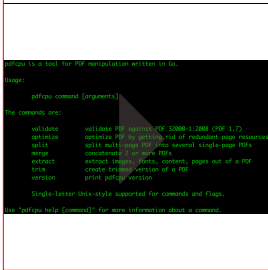 pdfcpu is a tool for PDF manipulation written in Go.
Usage:
pdfcpu command [arguments]
The commands are:
validate validate PDF against PDF 32000-1:2008 (PDF 1.7)
optimize optimize PDF by getting rid of redundant page resources
split split multi-page PDF into several single-page PDFs
merge concatenate 2 or more PDFs
extract extract images, fonts, content, pages out of a PDF
trim create trimmed version of a PDF
version print pdfcpu version
Single-letter Unix-style supported for commands and flags.
Use "pdfcpu help [command]" for more information about a command.